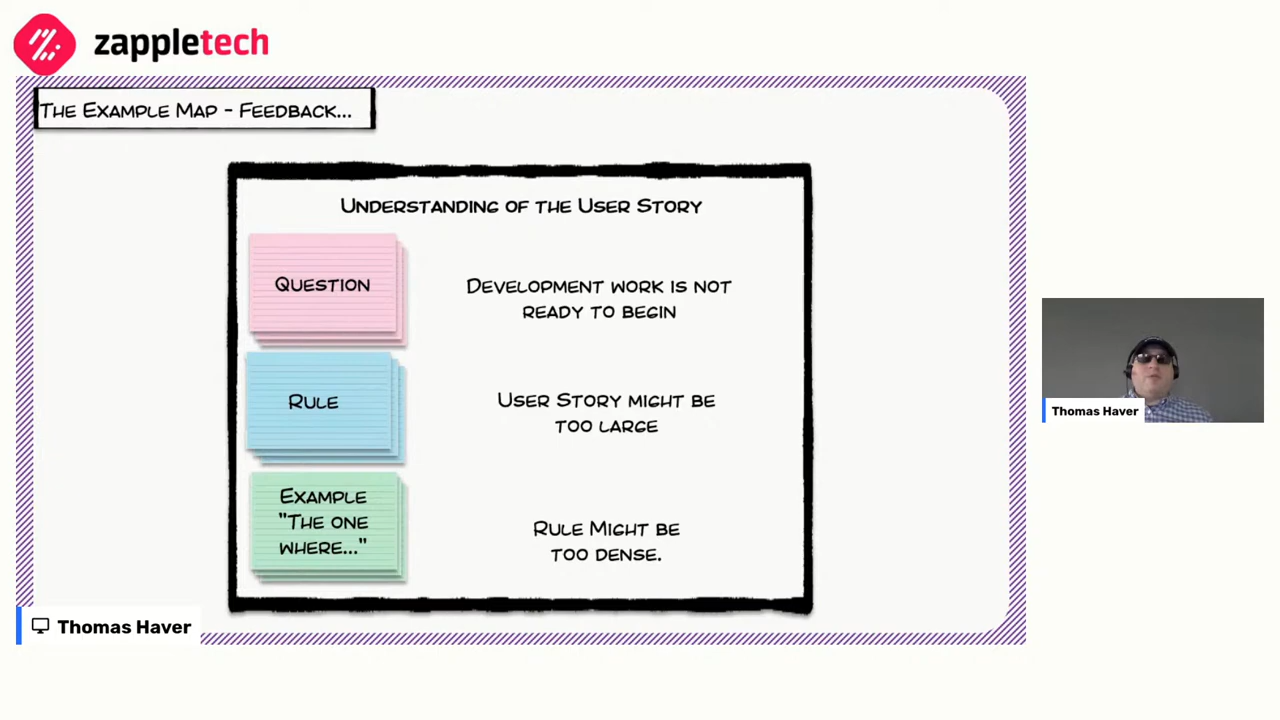 zappletech
The Example Map - Feedback...
Understanding of the User Story
Question
Development work is not
ready to begin
Rule
User Story might be
too large
Example
"The one
where..."
Rule Might be
too dense.
Thomas Haver
Thomas Haver